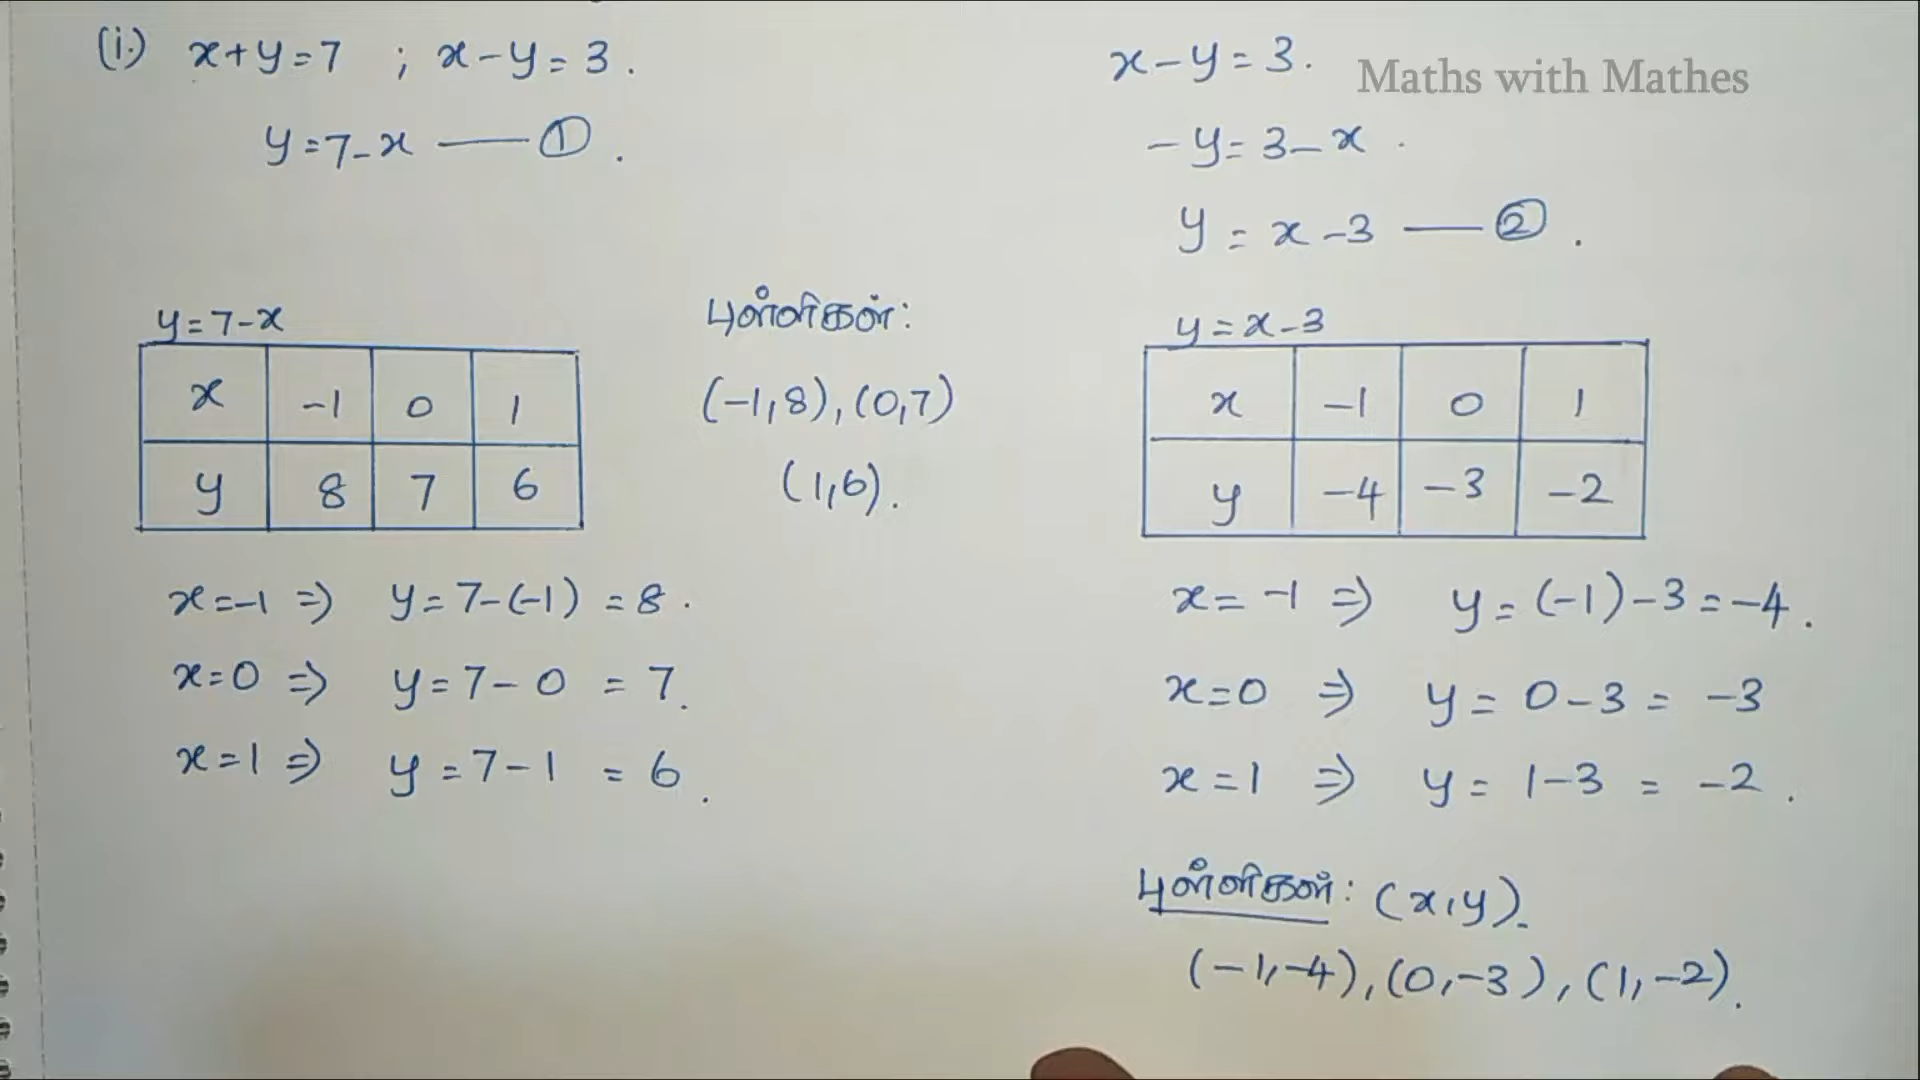 (i.) x+y=7 ; x-y=3.
y=7-x —— ①.
y=7-x
x -1 0 1
y 8 7 6
புள்ளிகள்:
(-1,8),(0,7)
(1,6).
x=-1 ⇒ y=7-(-1) =8.
x=0 ⇒ y=7-0 =7.
x=1 ⇒ y=7-1 =6.
x-y=3.
Maths with Mathes
-y=3-x.
y=x-3 —— ②.
y=x-3
x -1 0 1
y -4 -3 -2
x=-1 ⇒ y=(-1)-3=-4.
x=0 ⇒ y=0-3=-3
x=1 ⇒ y=1-3=-2.
புள்ளிகள்: (x,y).
(-1,-4),(0,-3),(1,-2).